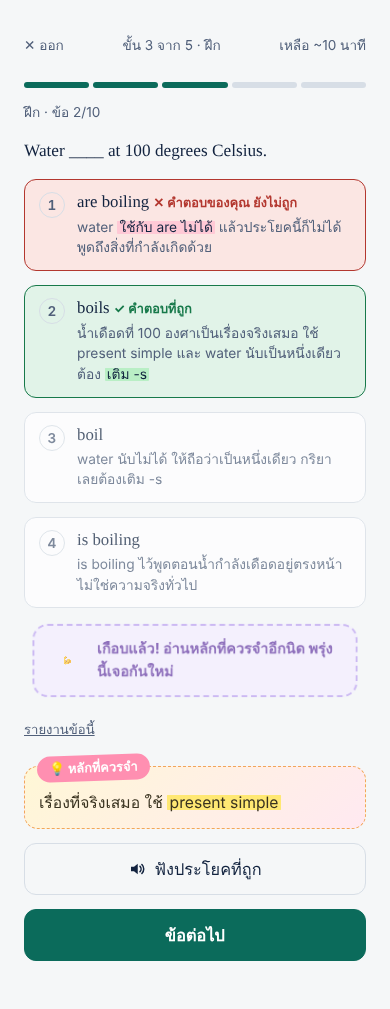 ✕ ออก
ขั้น 3 จาก 5 · ฝึก
เหลือ ~10 นาที
ฝึก · ข้อ 2/10
Water ____ at 100 degrees Celsius.
1
are boiling ✕ คำตอบของคุณ ยังไม่ถูก
water ใช้กับ are ไม่ได้ แล้วประโยคนี้ก็ไม่ได้
พูดถึงสิ่งที่กำลังเกิดด้วย
2
boils ✓ คำตอบที่ถูก
น้ำเดือดที่ 100 องศาเป็นเรื่องจริงเสมอ ใช้
present simple และ water นับเป็นหนึ่งเดียว
ต้อง เติม -s
3
boil
water นับไม่ได้ ให้ถือว่าเป็นหนึ่งเดียว กริยา
เลยต้องเติม -s
4
is boiling
is boiling ไว้พูดตอนน้ำกำลังเดือดอยู่ตรงหน้า
ไม่ใช่ความจริงทั่วไป
เกือบแล้ว! อ่านหลักที่ควรจำอีกนิด พรุ่ง
นี้เจอกันใหม่
รายงานข้อนี้
💡 หลักที่ควรจำ
เรื่องที่จริงเสมอ ใช้ present simple
ฟังประโยคที่ถูก
ข้อต่อไป